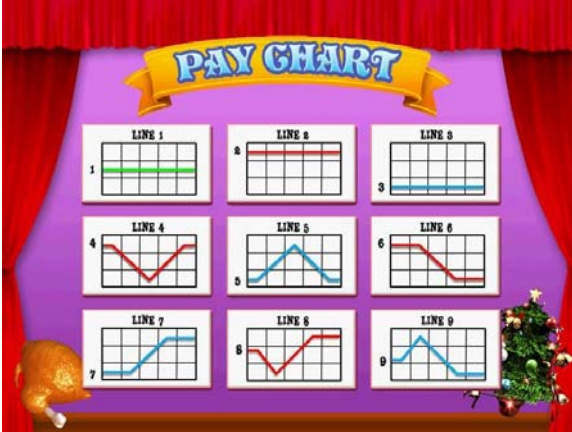 PAY CHART
LINE 1
1
LINE 2
2
LINE 3
3
LINE 4
4
LINE 5
5
LINE 6
6
LINE 7
7
LINE 8
8
LINE 9
9